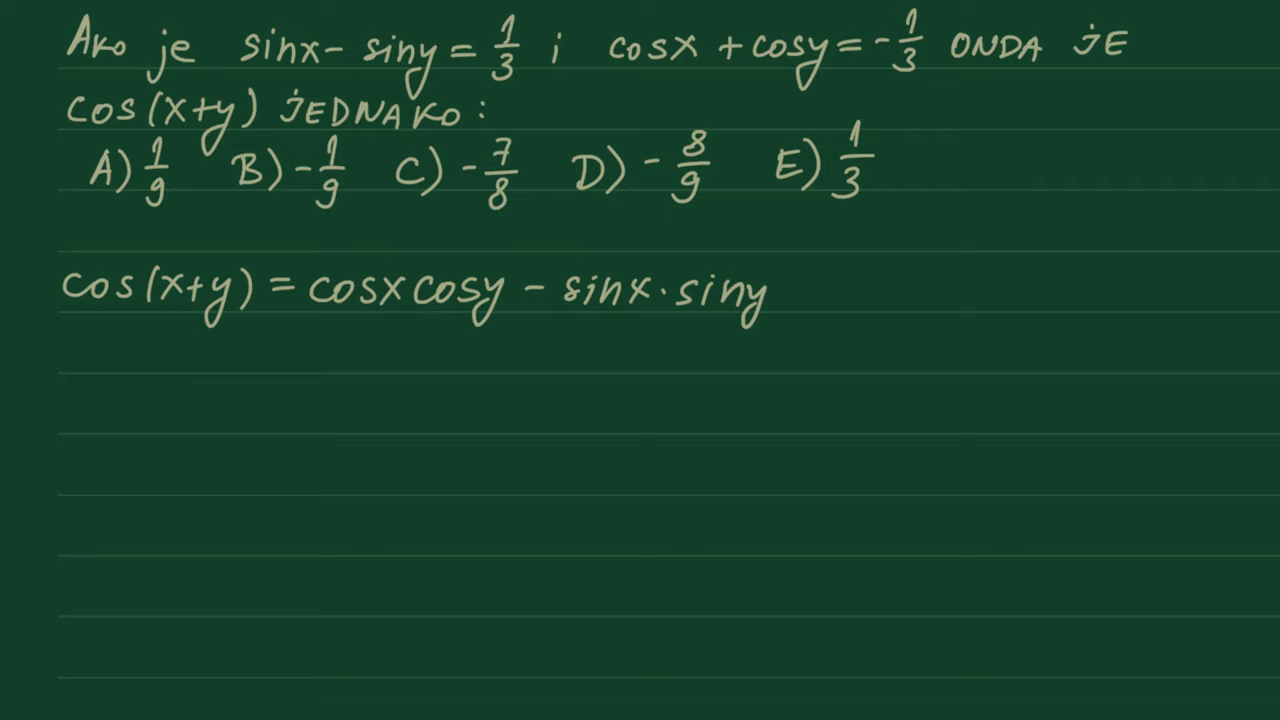 Ako je sinx - siny = 1/3 i cosx + cosy = -1/3 ONDA JE
cos(x+y) JEDNAKO:
A) 1/9 B) -1/9 C) -7/8 D) -8/9 E) 1/3
cos(x+y) = cosx cosy - sinx · siny